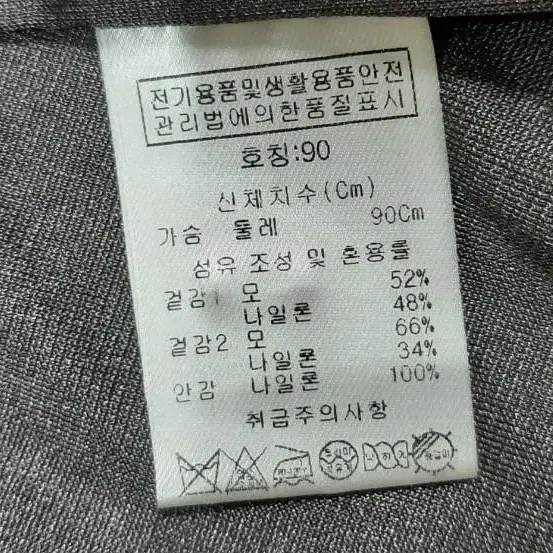 전기용품및생활용품안전
관리법에의한품질표시
호칭:90
신체치수(Cm)
가슴 둘레 90Cm
섬유 조성 및 혼용률
겉감1 모 52%
나일론 48%
겉감2 모 66%
나일론 34%
안감 나일론 100%
취급주의사항
드라이